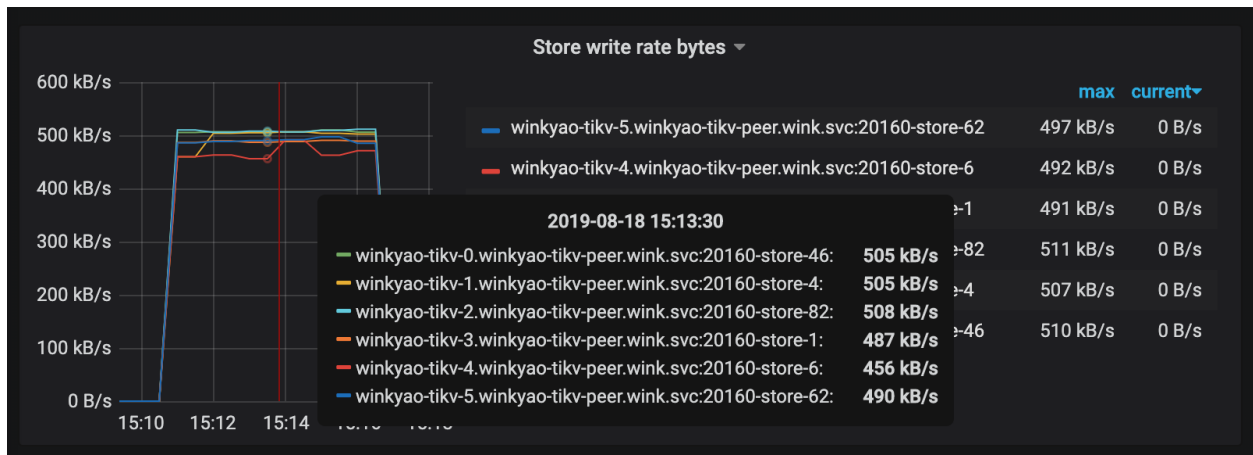 Store write rate bytes
600 kB/s
500 kB/s
400 kB/s
300 kB/s
200 kB/s
100 kB/s
0 B/s
15:10 15:12 15:14
max current
winkyao-tikv-5.winkyao-tikv-peer.wink.svc:20160-store-62 497 kB/s 0 B/s
winkyao-tikv-4.winkyao-tikv-peer.wink.svc:20160-store-6 492 kB/s 0 B/s
e-1 491 kB/s 0 B/s
e-82 511 kB/s 0 B/s
e-4 507 kB/s 0 B/s
e-46 510 kB/s 0 B/s
2019-08-18 15:13:30
winkyao-tikv-0.winkyao-tikv-peer.wink.svc:20160-store-46: 505 kB/s
winkyao-tikv-1.winkyao-tikv-peer.wink.svc:20160-store-4: 505 kB/s
winkyao-tikv-2.winkyao-tikv-peer.wink.svc:20160-store-82: 508 kB/s
winkyao-tikv-3.winkyao-tikv-peer.wink.svc:20160-store-1: 487 kB/s
winkyao-tikv-4.winkyao-tikv-peer.wink.svc:20160-store-6: 456 kB/s
winkyao-tikv-5.winkyao-tikv-peer.wink.svc:20160-store-62: 490 kB/s